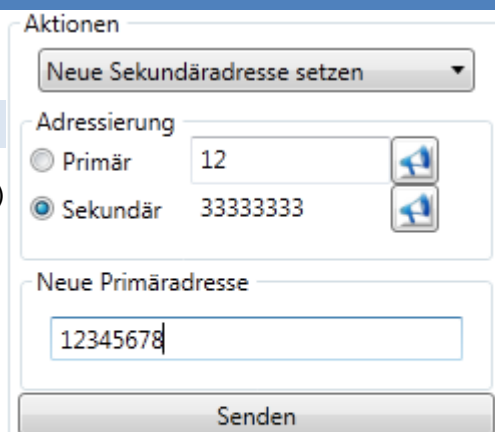 Aktionen
Neue Sekundäradresse setzen
Adressierung
Primär 12
)
Sekundär 33333333
Neue Primäradresse
12345678
Senden